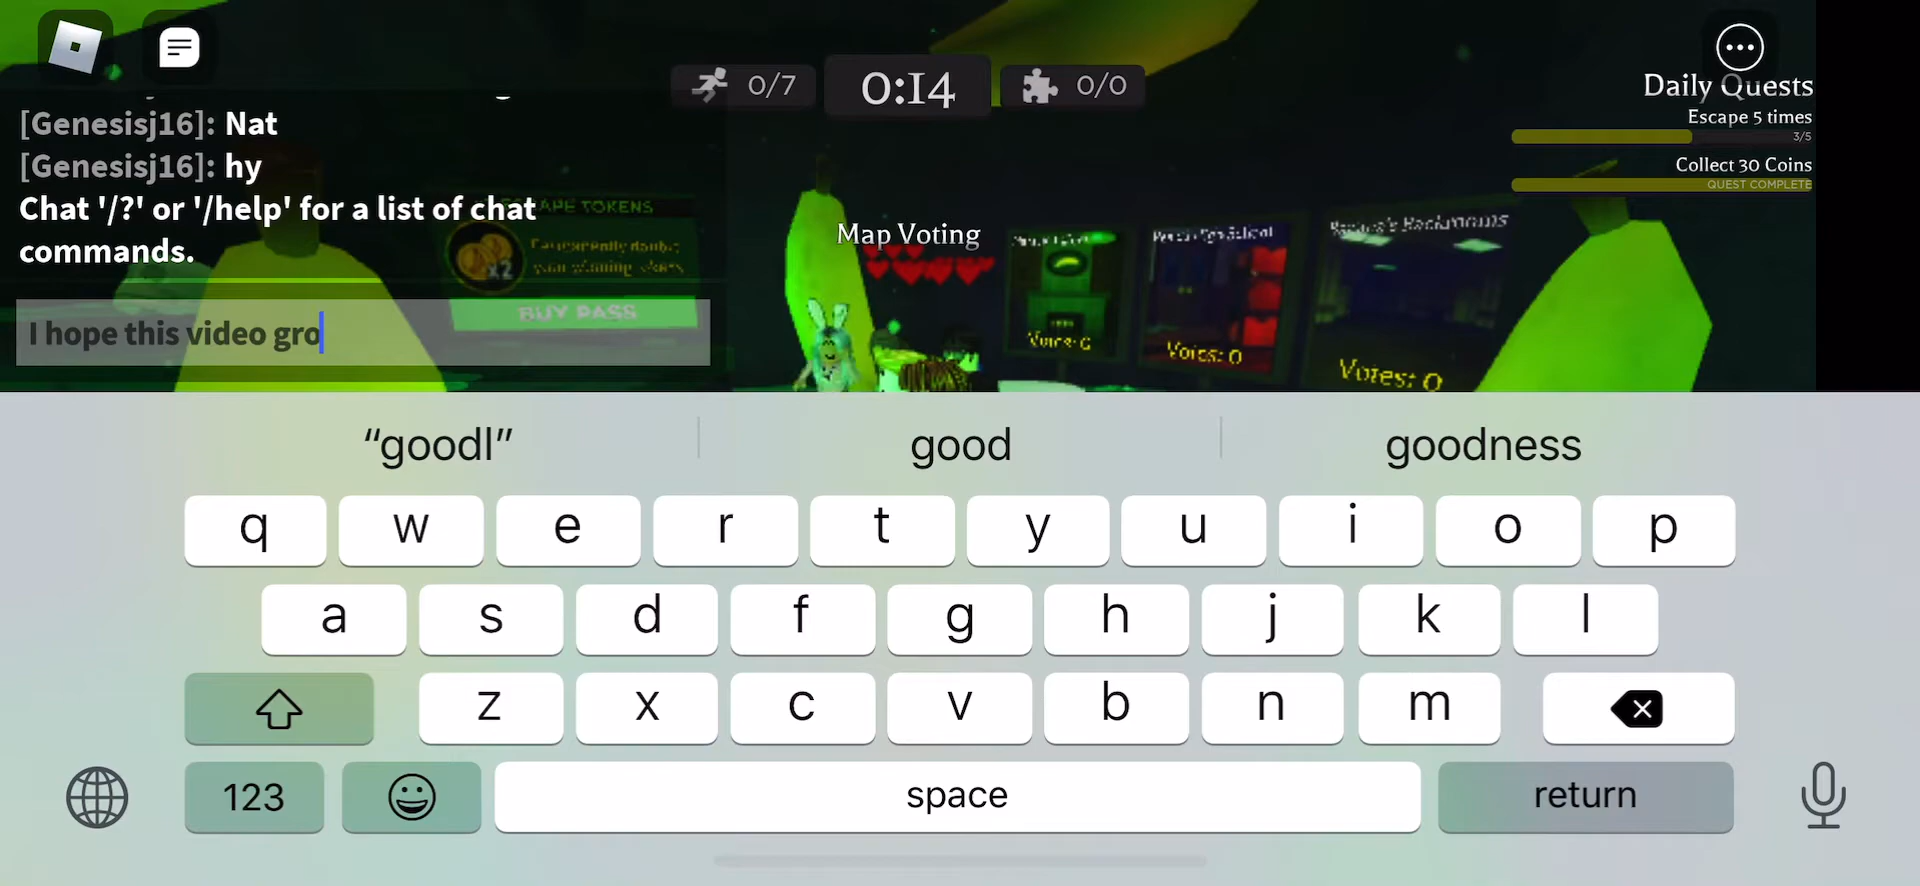 0/7
0:14
0/0
Daily Quests
Escape 5 times
3/5
Collect 30 Coins
QUEST COMPLETE
[Genesisj16]: Nat
[Genesisj16]: hy
Chat '/?' or '/help' for a list of chat
commands.
I hope this video gro
x2
BUY PASS
Map Voting
Votes: 0
Votes: 0
“goodl”
good
goodness
q w e r t y u i o p
a s d f g h j k l
z x c v b n m
123
space
return